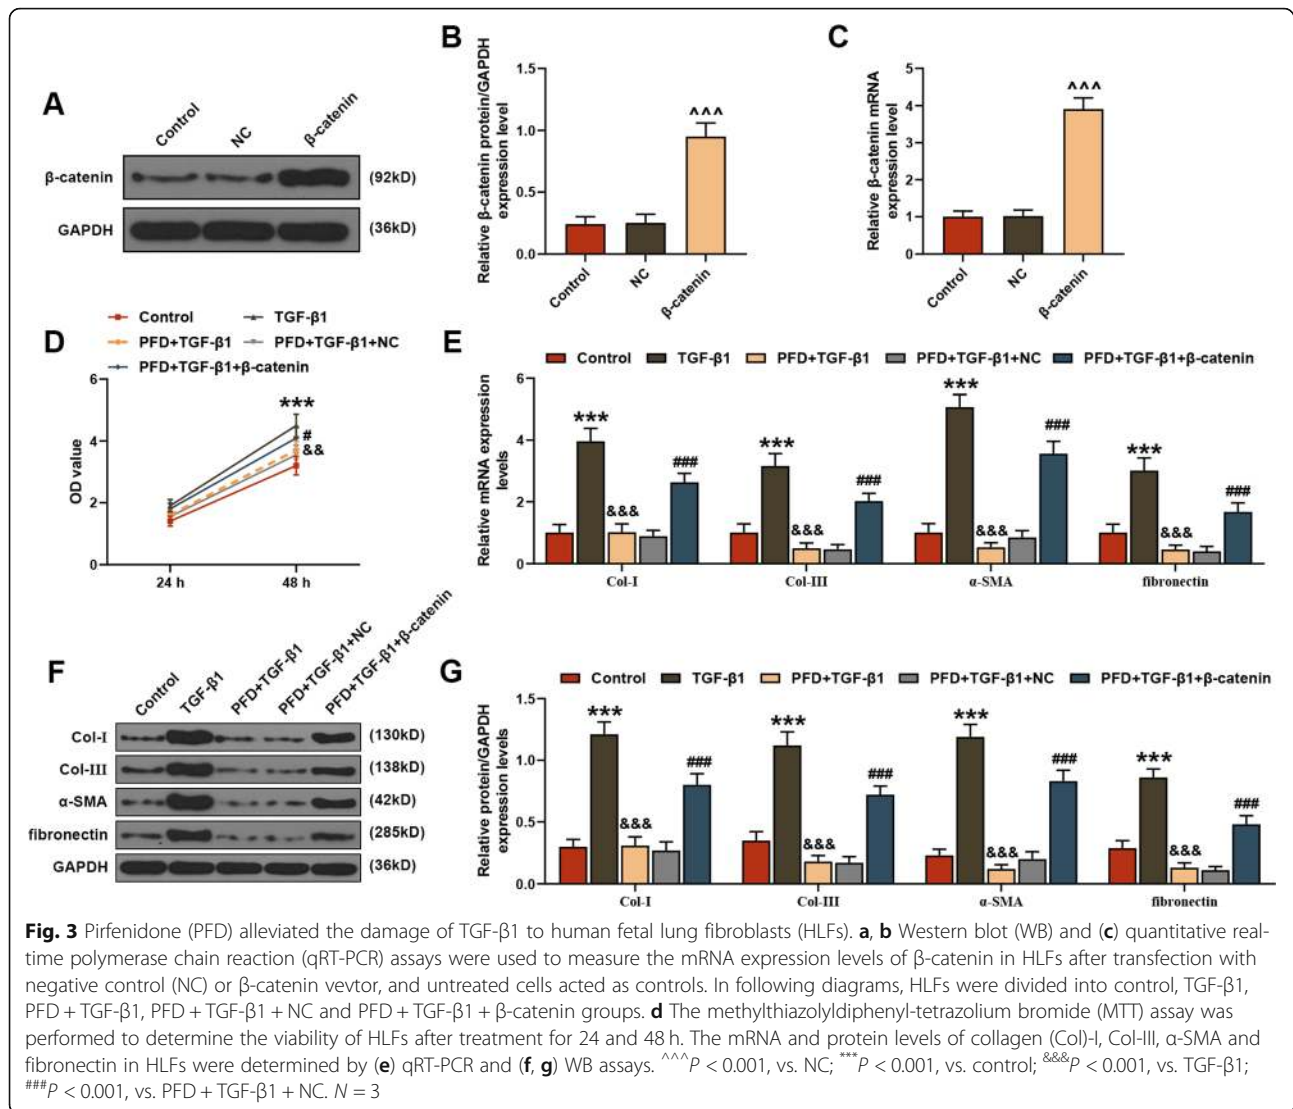 A
Control
NC
β-catenin
β-catenin
(92kD)
GAPDH
(36kD)
B
Relative β-catenin protein/GAPDH
expression level
1.5
1.0
0.5
0.0
^^^
Control
NC
β-catenin
C
Relative β-catenin mRNA
expression level
5
4
3
2
1
0
^^^
Control
NC
β-catenin
D
Control
TGF-β1
PFD+TGF-β1
PFD+TGF-β1+NC
PFD+TGF-β1+β-catenin
OD value
6
4
2
0
***
#
&&
24 h
48 h
E
Control
TGF-β1
PFD+TGF-β1
PFD+TGF-β1+NC
PFD+TGF-β1+β-catenin
Relative mRNA expression
levels
6
4
2
0
***
&&&
###
***
&&&
###
***
&&&
###
***
&&&
###
Col-I
Col-III
α-SMA
fibronectin
F
Control
TGF-β1
PFD+TGF-β1
PFD+TGF-β1+NC
PFD+TGF-β1+β-catenin
Col-I
(130kD)
Col-III
(138kD)
α-SMA
(42kD)
fibronectin
(285kD)
GAPDH
(36kD)
G
Control
TGF-β1
PFD+TGF-β1
PFD+TGF-β1+NC
PFD+TGF-β1+β-catenin
Relative protein/GAPDH
expression levels
1.5
1.0
0.5
0.0
***
&&&
###
***
&&&
###
***
&&&
###
***
&&&
###
Col-I
Col-III
α-SMA
fibronectin
Fig. 3 Pirfenidone (PFD) alleviated the damage of TGF-β1 to human fetal lung fibroblasts (HLFs). a, b Western blot (WB) and (c) quantitative real-
time polymerase chain reaction (qRT-PCR) assays were used to measure the mRNA expression levels of β-catenin in HLFs after transfection with
negative control (NC) or β-catenin vevtor, and untreated cells acted as controls. In following diagrams, HLFs were divided into control, TGF-β1,
PFD + TGF-β1, PFD + TGF-β1 + NC and PFD + TGF-β1 + β-catenin groups. d The methylthiazolyldiphenyl-tetrazolium bromide (MTT) assay was
performed to determine the viability of HLFs after treatment for 24 and 48 h. The mRNA and protein levels of collagen (Col)-I, Col-III, α-SMA and
fibronectin in HLFs were determined by (e) qRT-PCR and (f, g) WB assays. ^^^P < 0.001, vs. NC; ***P < 0.001, vs. control; &&&P < 0.001, vs. TGF-β1;
###P < 0.001, vs. PFD + TGF-β1 + NC. N = 3